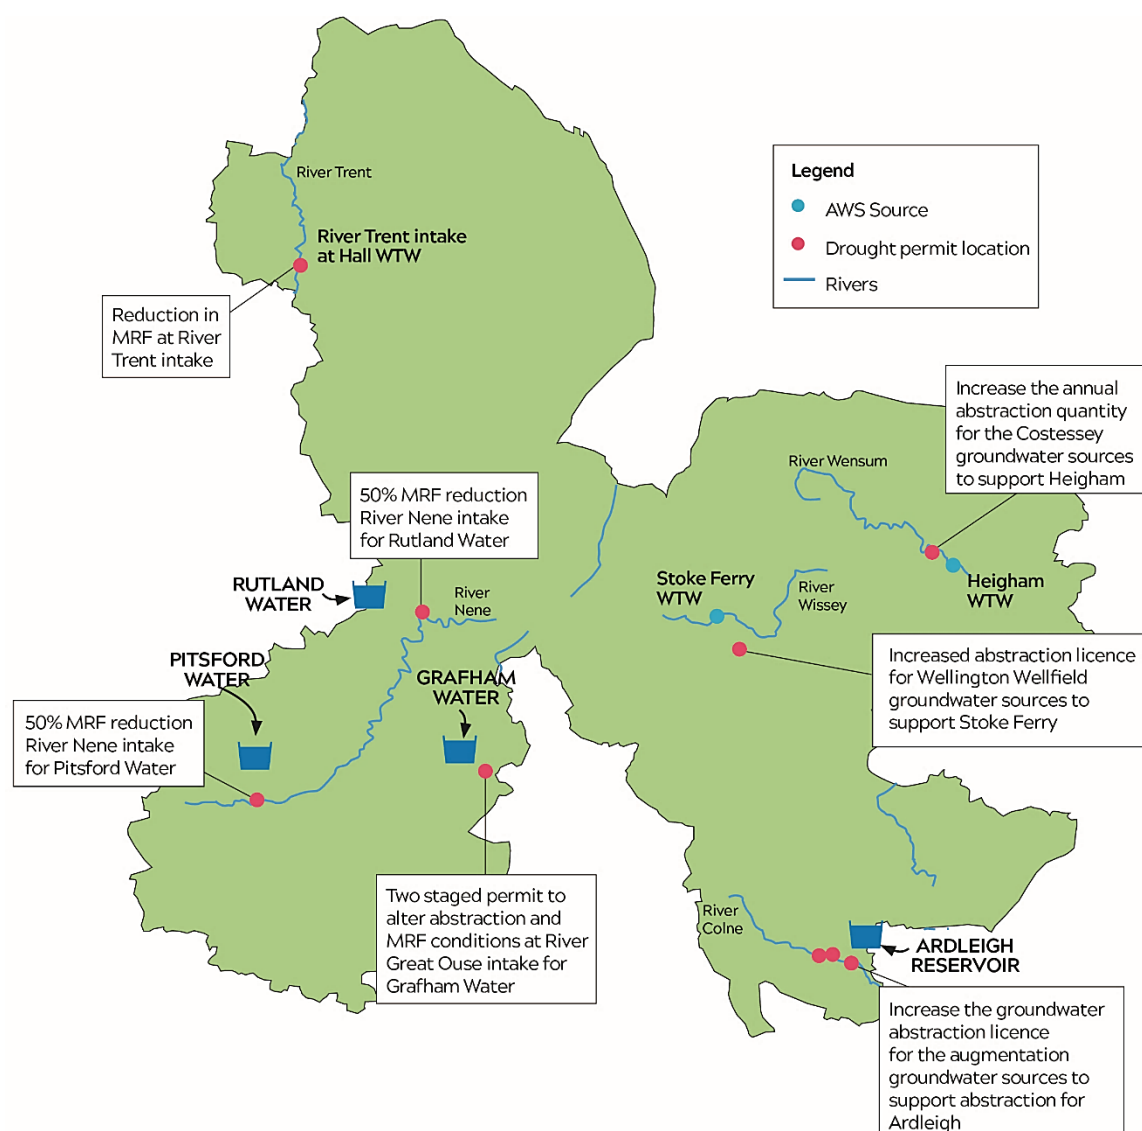 River Trent
River Trent intake
at Hall WTW
Reduction in
MRF at River
Trent intake
Legend
AWS Source
Drought permit location
Rivers
Increase the annual
abstraction quantity
for the Costessey
groundwater sources
to support Heigham
River Wensum
50% MRF reduction
River Nene intake
for Rutland Water
RUTLAND
WATER
River
Nene
Stoke Ferry
WTW
River
Wissey
Heigham
WTW
PITSFORD
WATER
GRAFHAM
WATER
Increased abstraction licence
for Wellington Wellfield
groundwater sources to
support Stoke Ferry
50% MRF reduction
River Nene intake
for Pitsford Water
Two staged permit to
alter abstraction and
MRF conditions at River
Great Ouse intake for
Grafham Water
River
Colne
ARDLEIGH
RESERVOIR
Increase the groundwater
abstraction licence
for the augmentation
groundwater sources to
support abstraction for
Ardleigh